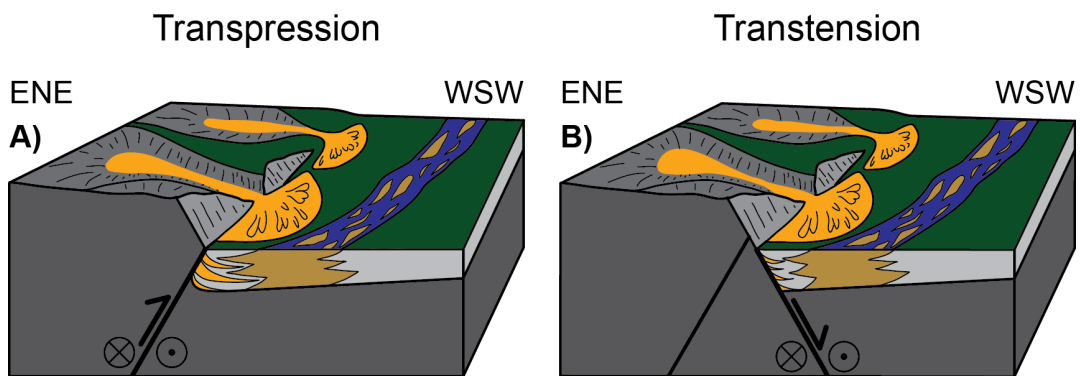 Transpression
Transtension
ENE
WSW
ENE
WSW
A)
B)